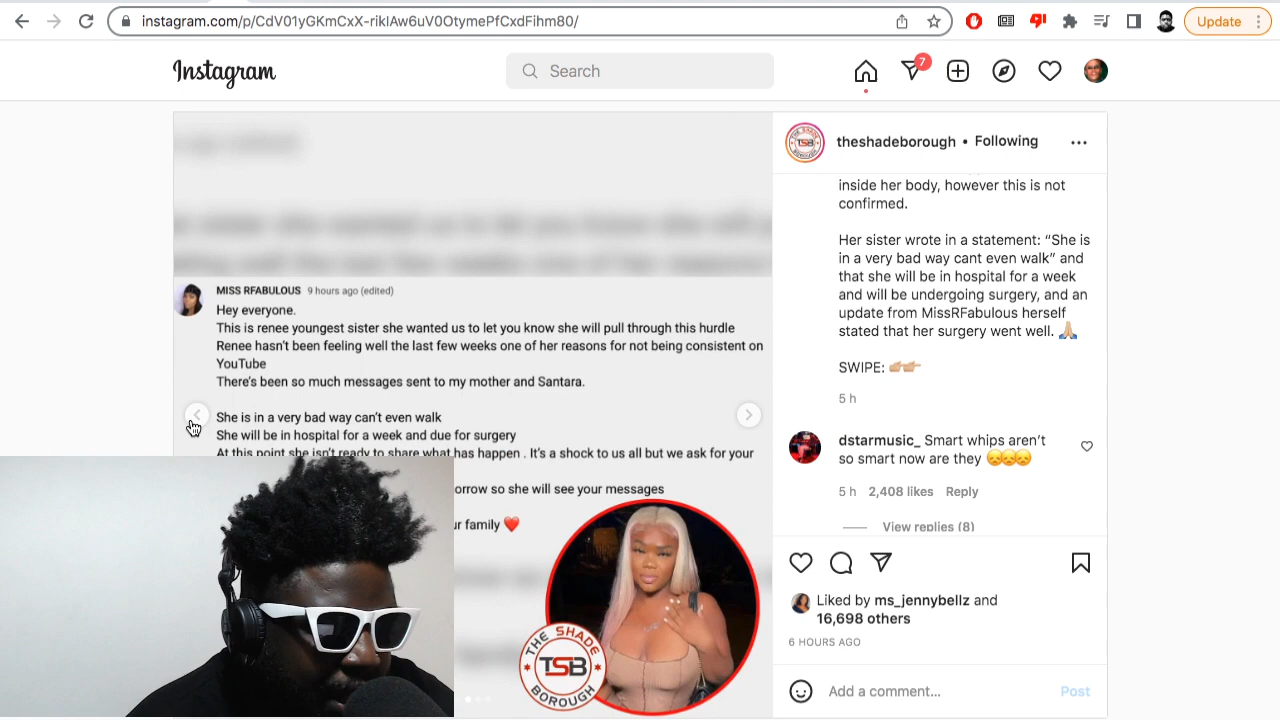 instagram.com/p/CdV01yGKmCxX-rikIAw6uV0OtymePfCxdFihm80/
Update
Instagram
Search
7
theshadeborough • Following
inside her body, however this is not
confirmed.
Her sister wrote in a statement: “She is
in a very bad way cant even walk” and
that she will be in hospital for a week
and will be undergoing surgery, and an
update from MissRFabulous herself
stated that her surgery went well. 🙏🏼
SWIPE: 👉🏼👉🏼
5 h
dstarmusic_ Smart whips aren’t
so smart now are they 😞😞😞
5 h 2,408 likes Reply
View replies (8)
Liked by ms_jennybellz and
16,698 others
6 HOURS AGO
Add a comment...
Post
MISS RFABULOUS 9 hours ago (edited)
Hey everyone.
This is renee youngest sister she wanted us to let you know she will pull through this hurdle
Renee hasn’t been feeling well the last few weeks one of her reasons for not being consistent on
YouTube
There’s been so much messages sent to my mother and Santara.
She is in a very bad way can’t even walk
She will be in hospital for a week and due for surgery
At this point she isn’t ready to share what has happen . It’s a shock to us all but we ask for your
orrow so she will see your messages
ur family ❤️
THE SHADE
TSB
BOROUGH